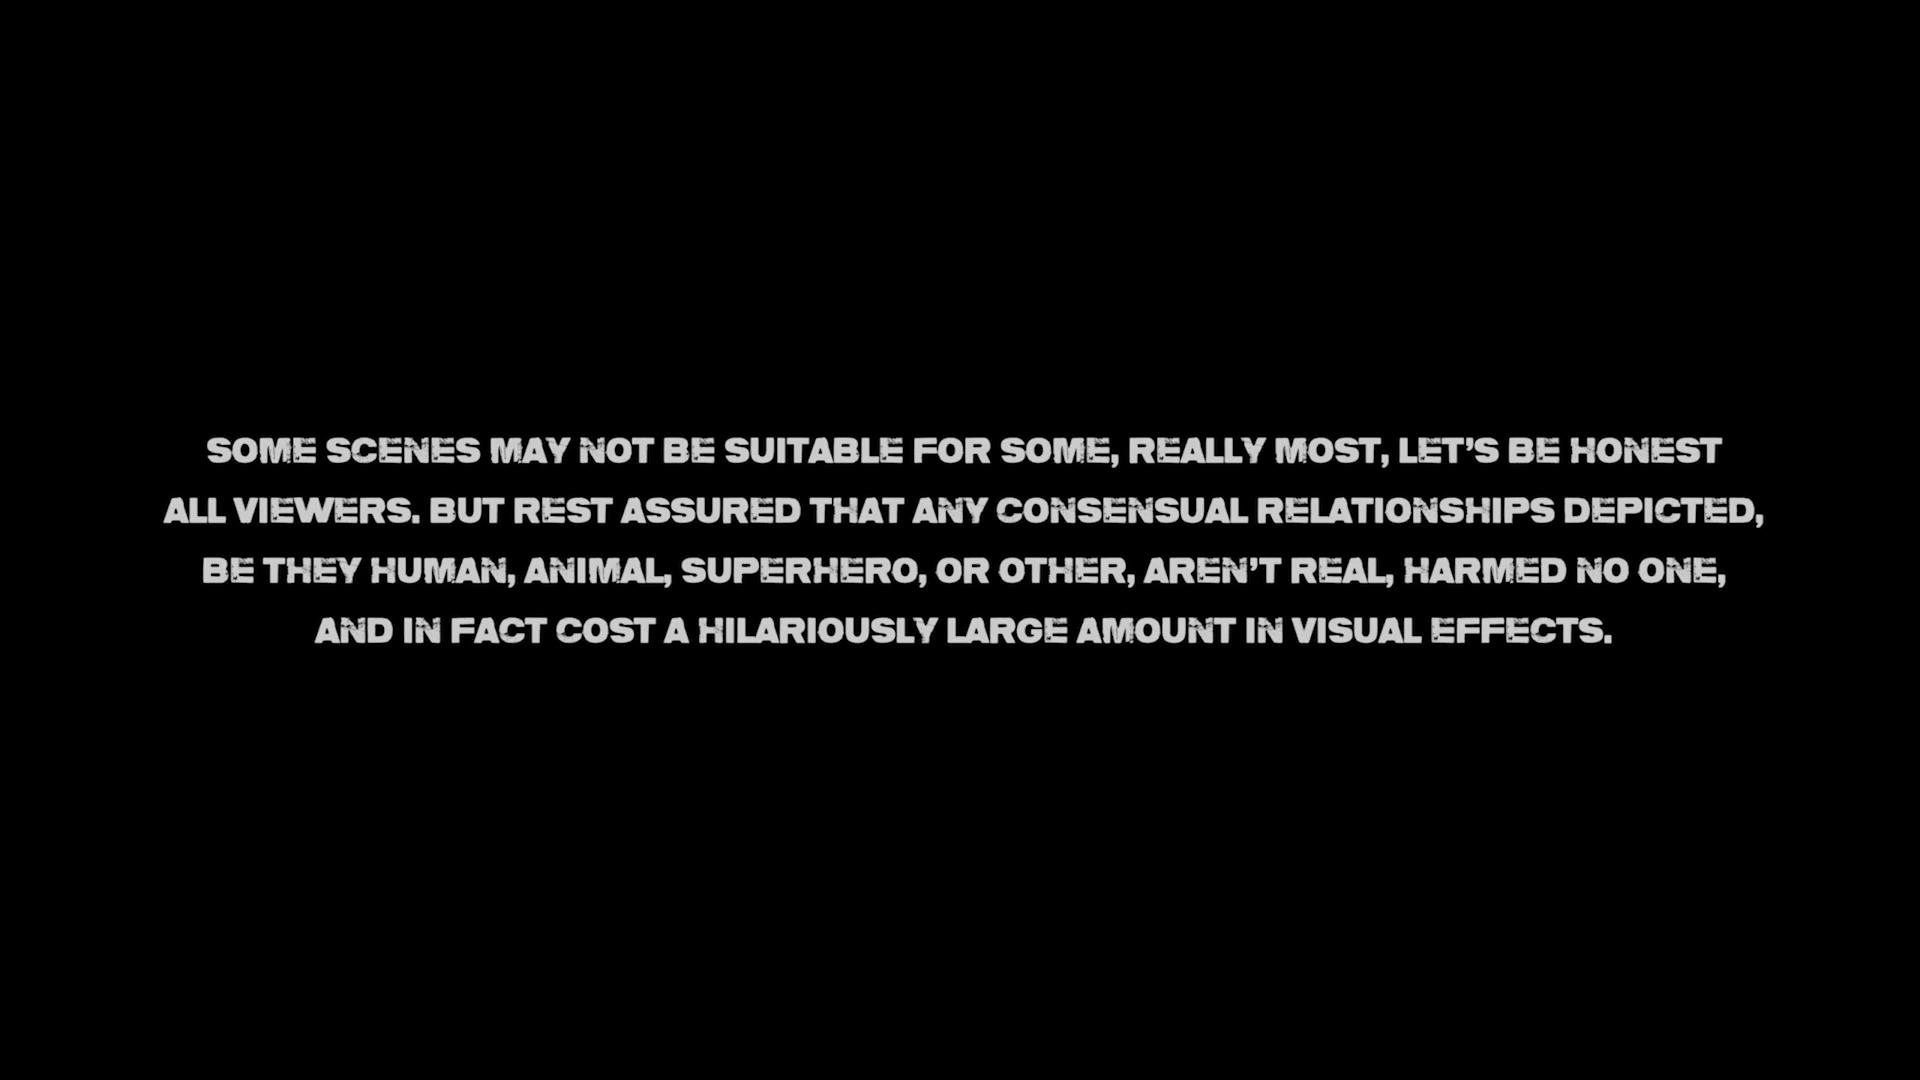 SOME SCENES MAY NOT BE SUITABLE FOR SOME, REALLY MOST, LET’S BE HONEST
ALL VIEWERS. BUT REST ASSURED THAT ANY CONSENSUAL RELATIONSHIPS DEPICTED,
BE THEY HUMAN, ANIMAL, SUPERHERO, OR OTHER, AREN’T REAL, HARMED NO ONE,
AND IN FACT COST A HILARIOUSLY LARGE AMOUNT IN VISUAL EFFECTS.